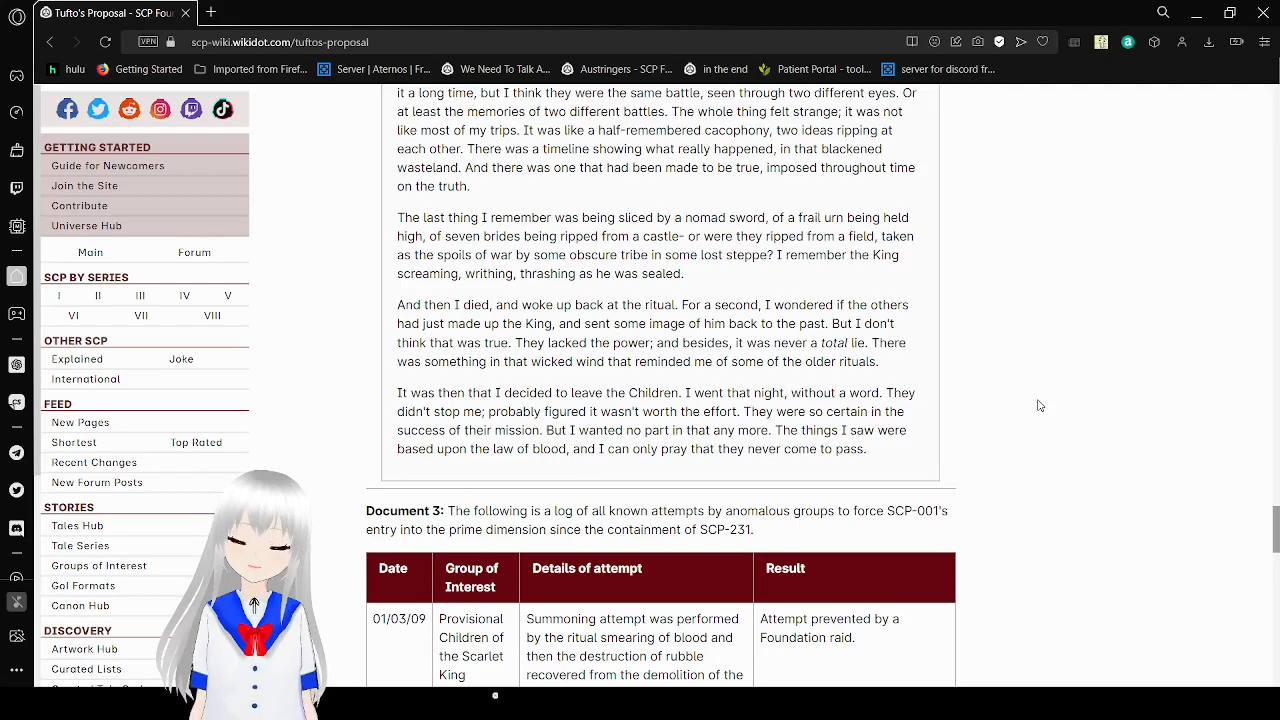 Tufto's Proposal - SCP Four
VPN
scp-wiki.wikidot.com/tuftos-proposal
hulu
Getting Started
Imported from Firef...
Server | Aternos | Fr...
We Need To Talk A...
Austringers - SCP F...
in the end
Patient Portal - tool...
server for discord fr...
GETTING STARTED
Guide for Newcomers
Join the Site
Contribute
Universe Hub
Main Forum
SCP BY SERIES
I II III IV V
VI VII VIII
OTHER SCP
Explained Joke
International
FEED
New Pages
Shortest Top Rated
Recent Changes
New Forum Posts
STORIES
Tales Hub
Tale Series
Groups of Interest
GoI Formats
Canon Hub
DISCOVERY
Artwork Hub
Curated Lists
it a long time, but I think they were the same battle, seen through two different eyes. Or
at least the memories of two different battles. The whole thing felt strange; it was not
like most of my trips. It was like a half-remembered cacophony, two ideas ripping at
each other. There was a timeline showing what really happened, in that blackened
wasteland. And there was one that had been made to be true, imposed throughout time
on the truth.
The last thing I remember was being sliced by a nomad sword, of a frail urn being held
high, of seven brides being ripped from a castle- or were they ripped from a field, taken
as the spoils of war by some obscure tribe in some lost steppe? I remember the King
screaming, writhing, thrashing as he was sealed.
And then I died, and woke up back at the ritual. For a second, I wondered if the others
had just made up the King, and sent some image of him back to the past. But I don't
think that was true. They lacked the power; and besides, it was never a total lie. There
was something in that wicked wind that reminded me of some of the older rituals.
It was then that I decided to leave the Children. I went that night, without a word. They
didn't stop me; probably figured it wasn't worth the effort. They were so certain in the
success of their mission. But I wanted no part in that any more. The things I saw were
based upon the law of blood, and I can only pray that they never come to pass.
Document 3: The following is a log of all known attempts by anomalous groups to force SCP-001's
entry into the prime dimension since the containment of SCP-231.
Date
Group of
Interest
Details of attempt
Result
01/03/09
Provisional
Children of
the Scarlet
King
Summoning attempt was performed
by the ritual smearing of blood and
then the destruction of rubble
recovered from the demolition of the
Attempt prevented by a
Foundation raid.